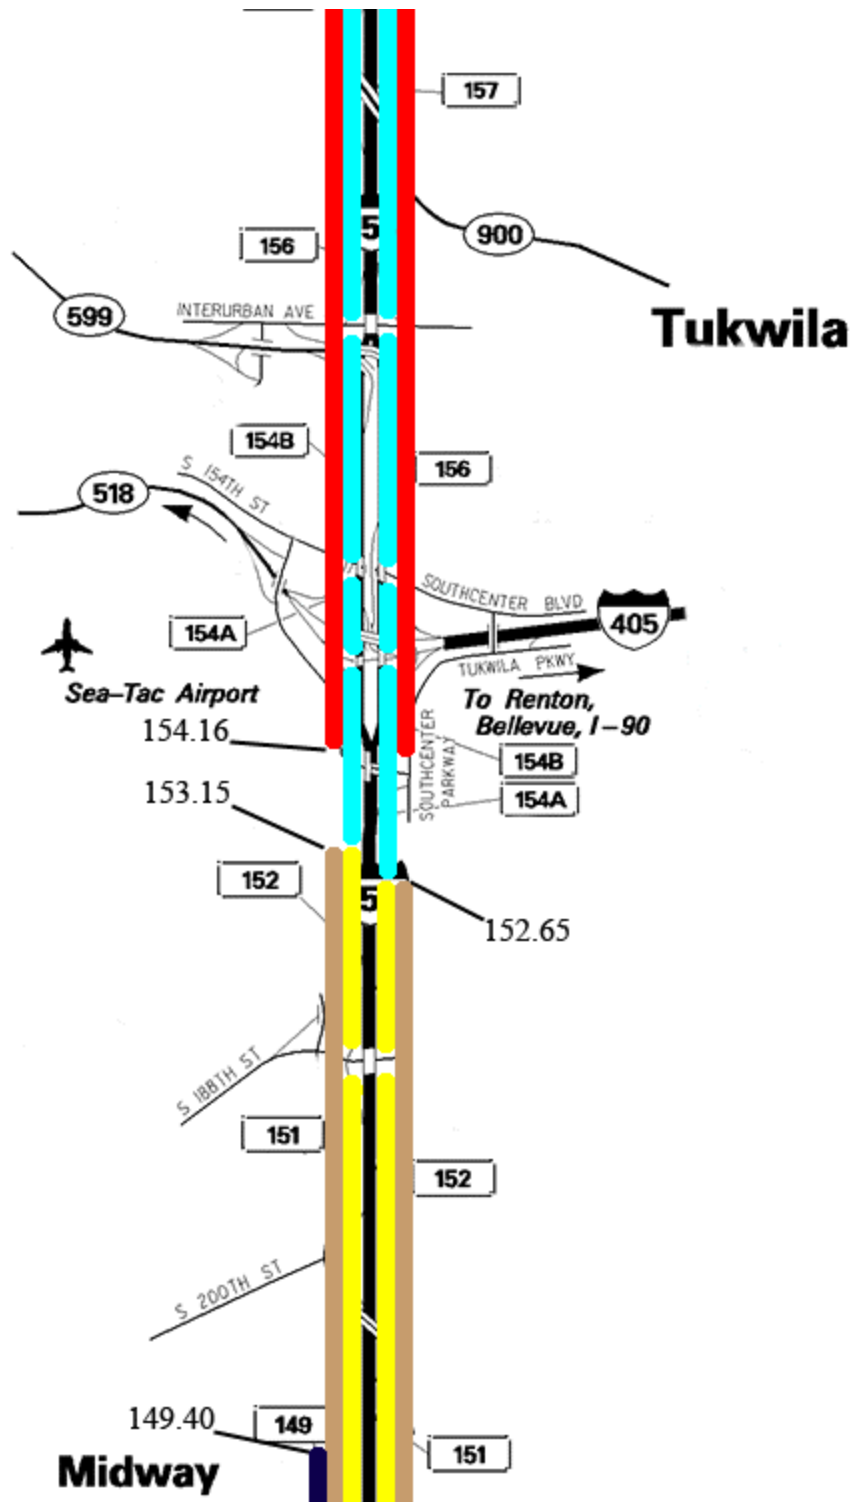 157
5
900
156
599
INTERURBAN AVE
Tukwila
154B
156
S 154TH ST
518
SOUTHCENTER BLVD
405
154A
TUKWILA PKWY
Sea-Tac Airport
To Renton,
Bellevue, I-90
154.16
SOUTHCENTER
PARKWAY
154B
153.15
154A
152
5
152.65
S 188TH ST
151
152
S 200TH ST
149.40
149
151
Midway